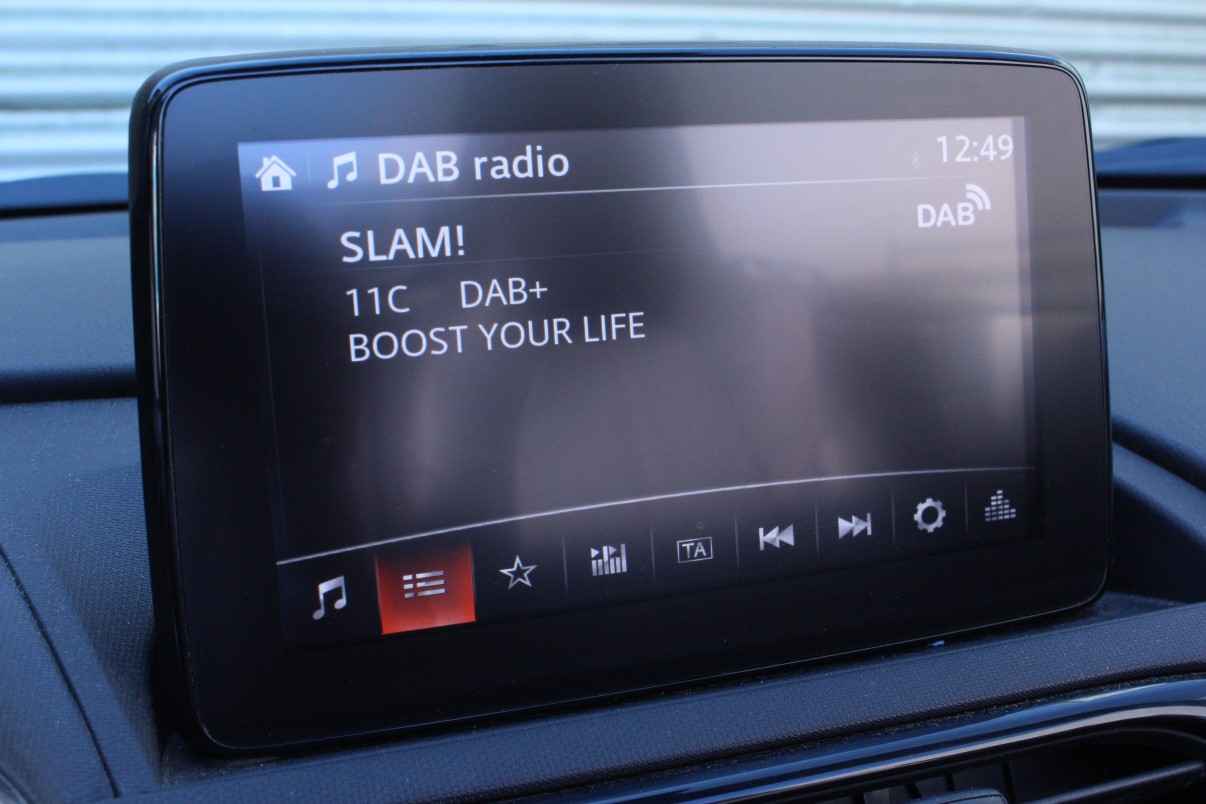 DAB radio
12:49
SLAM!
DAB
11C DAB+
BOOST YOUR LIFE
TA